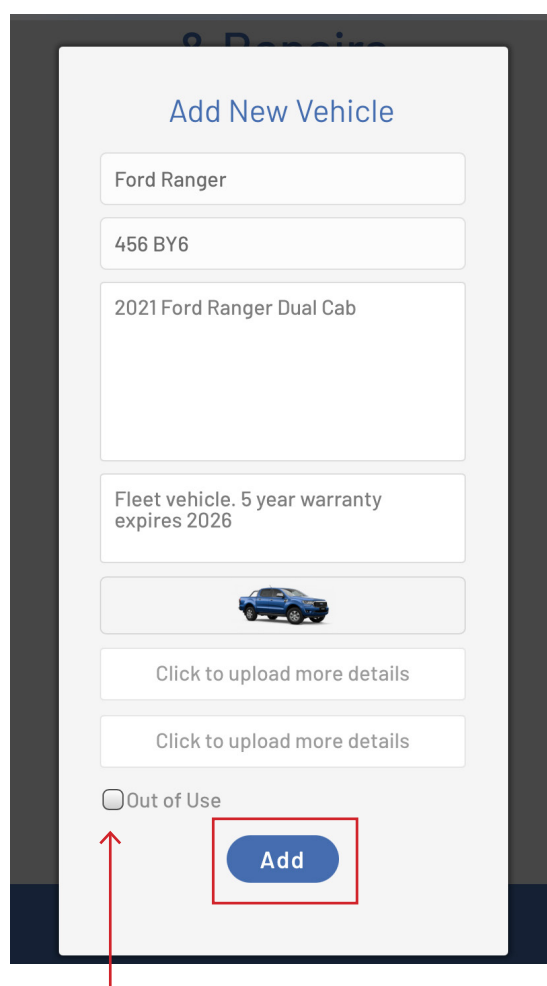 & Repairs
Add New Vehicle
Ford Ranger
456 BY6
2021 Ford Ranger Dual Cab
Fleet vehicle. 5 year warranty
expires 2026
Click to upload more details
Click to upload more details
Out of Use
Add